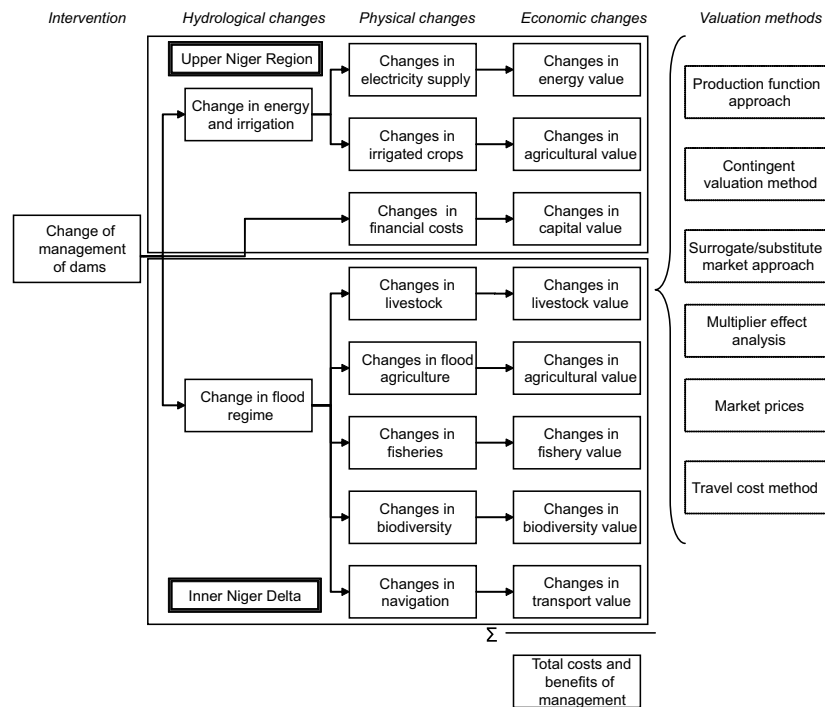 Intervention
Hydrological changes
Physical changes
Economic changes
Valuation methods
Upper Niger Region
Change in energy
and irrigation
Changes in
electricity supply
Changes in
energy value
Changes in
irrigated crops
Changes in
agricultural value
Changes in
financial costs
Changes in
capital value
Change of
management
of dams
Changes in
livestock
Changes in
livestock value
Change in flood
regime
Changes in flood
agriculture
Changes in
agricultural value
Changes in
fisheries
Changes in
fishery value
Changes in
biodiversity
Changes in
biodiversity value
Inner Niger Delta
Changes in
navigation
Changes in
transport value
Σ
Total costs and
benefits of
management
Production function
approach
Contingent
valuation method
Surrogate/substitute
market approach
Multiplier effect
analysis
Market prices
Travel cost method